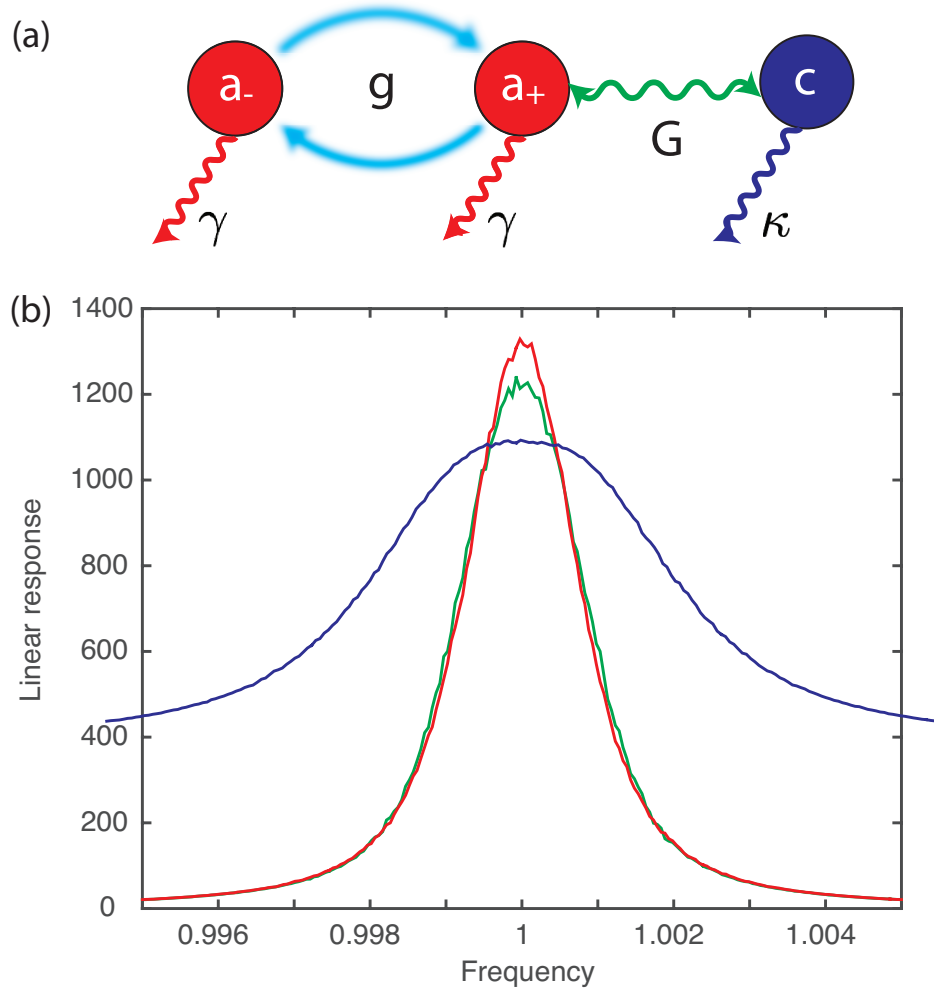 (a)
a- g a+ G c
γ γ κ
(b)
1400
1200
1000
800
600
400
200
0
Linear response
0.996 0.998 1 1.002 1.004
Frequency